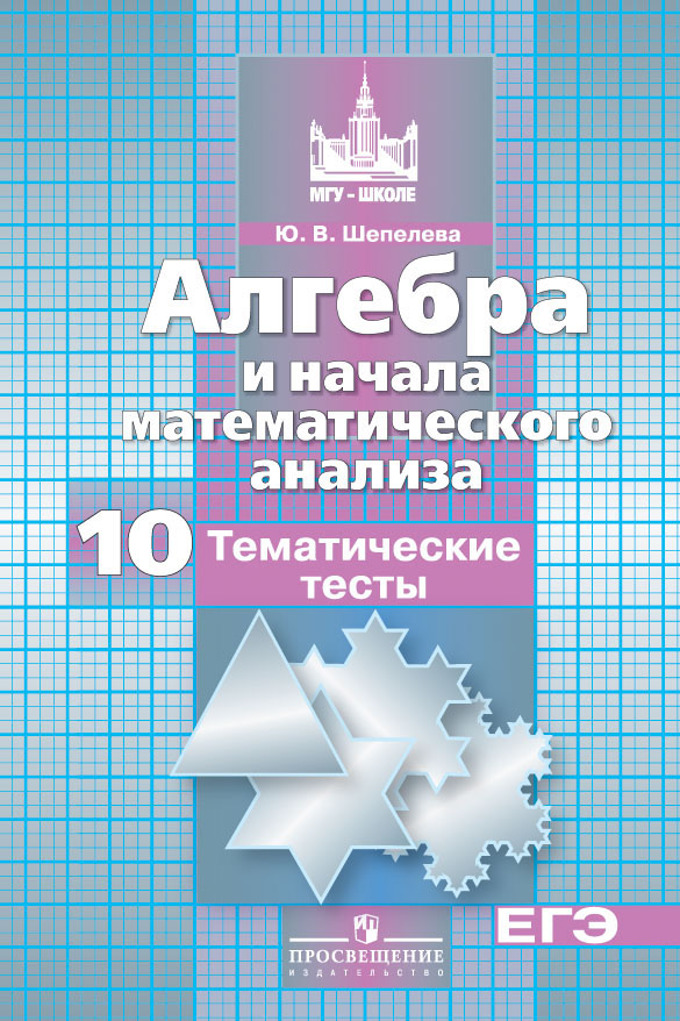 МГУ – ШКОЛЕ
Ю. В. Шепелева
Алгебра
и начала
математического
анализа
10 Тематические
тесты
ЕГЭ
ПРОСВЕЩЕНИЕ
ИЗДАТЕЛЬСТВО